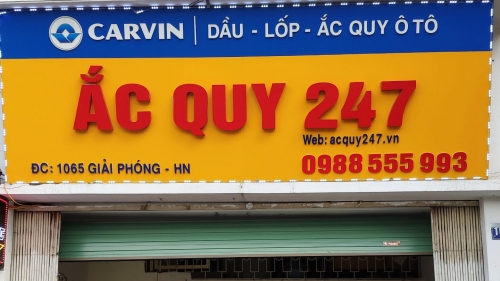 CARVIN | DẦU - LỐP - ẮC QUY Ô TÔ
ẮC QUY 247
Web: acquy247.vn
ĐC: 1065 GIẢI PHÓNG - HN
0988 555 993